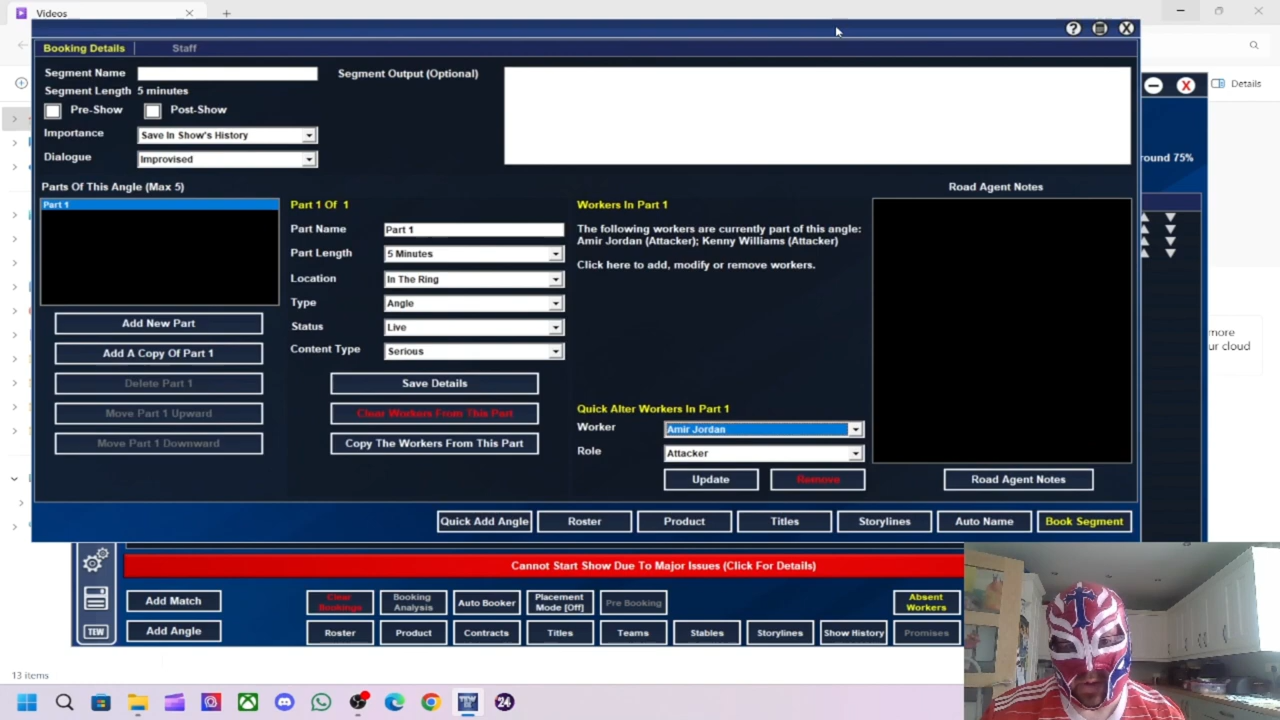 Videos
Details
Booking Details
Staff
Segment Name
Segment Output (Optional)
Segment Length 5 minutes
Pre-Show
Post-Show
Importance
Save In Show's History
Dialogue
Improvised
round 75%
Parts Of This Angle (Max 5)
Road Agent Notes
Part 1
Part 1 Of 1
Workers In Part 1
Part Name
Part 1
The following workers are currently part of this angle:
Amir Jordan (Attacker); Kenny Williams (Attacker)
Part Length
5 Minutes
Click here to add, modify or remove workers.
Location
In The Ring
Type
Angle
Status
Live
Content Type
Serious
Add New Part
Add A Copy Of Part 1
Delete Part 1
Move Part 1 Upward
Move Part 1 Downward
Save Details
Clear Workers From This Part
Copy The Workers From This Part
Quick Alter Workers In Part 1
Worker
Amir Jordan
Role
Attacker
Update
Remove
Road Agent Notes
more
ur cloud
Quick Add Angle
Roster
Product
Titles
Storylines
Auto Name
Book Segment
Cannot Start Show Due To Major Issues (Click For Details)
Add Match
Clear Bookings
Booking Analysis
Auto Booker
Placement Mode [Off]
Pre Booking
Absent Workers
TEW
Add Angle
Roster
Product
Contracts
Titles
Teams
Stables
Storylines
Show History
Promises
13 items
TEW
24